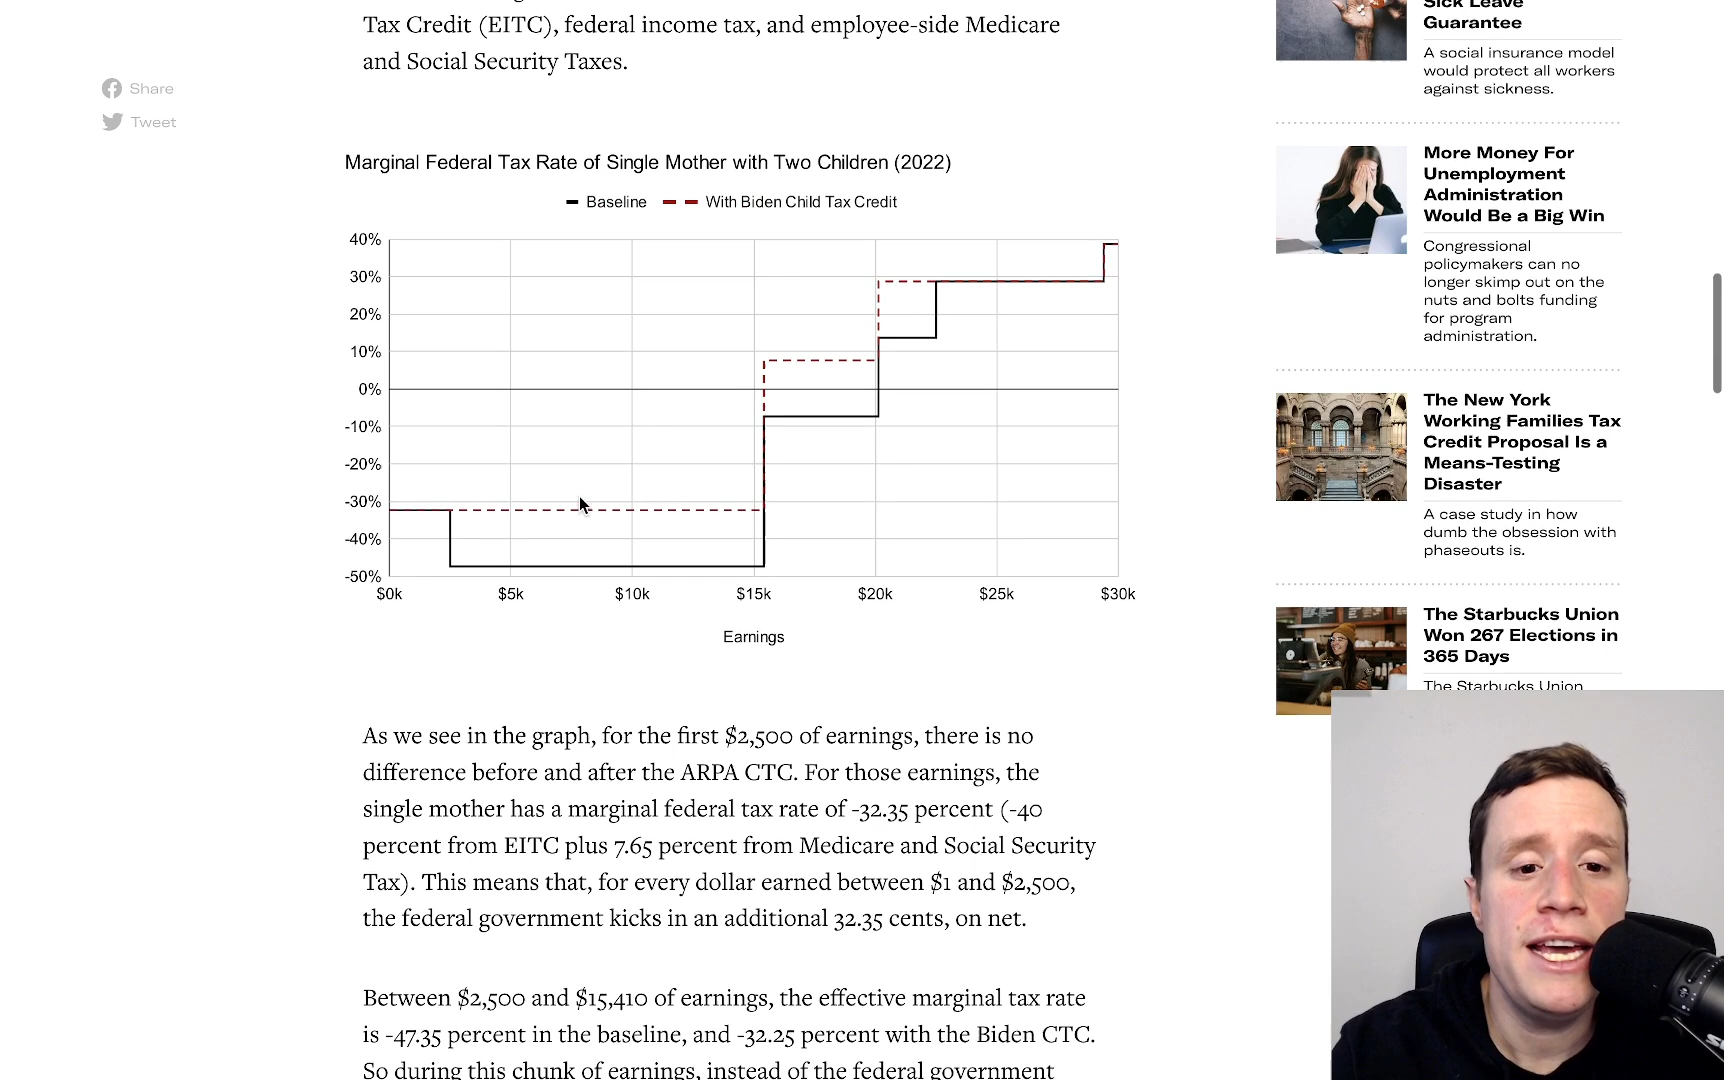 Tax Credit (EITC), federal income tax, and employee-side Medicare
and Social Security Taxes.
Share
Tweet
Marginal Federal Tax Rate of Single Mother with Two Children (2022)
Baseline
With Biden Child Tax Credit
40%
30%
20%
10%
0%
-10%
-20%
-30%
-40%
-50%
$0k
$5k
$10k
$15k
$20k
$25k
$30k
Earnings
As we see in the graph, for the first $2,500 of earnings, there is no
difference before and after the ARPA CTC. For those earnings, the
single mother has a marginal federal tax rate of -32.35 percent (-40
percent from EITC plus 7.65 percent from Medicare and Social Security
Tax). This means that, for every dollar earned between $1 and $2,500,
the federal government kicks in an additional 32.35 cents, on net.
Between $2,500 and $15,410 of earnings, the effective marginal tax rate
is -47.35 percent in the baseline, and -32.25 percent with the Biden CTC.
So during this chunk of earnings, instead of the federal government
Sick Leave
Guarantee
A social insurance model
would protect all workers
against sickness.
More Money For
Unemployment
Administration
Would Be a Big Win
Congressional
policymakers can no
longer skimp out on the
nuts and bolts funding
for program
administration.
The New York
Working Families Tax
Credit Proposal Is a
Means-Testing
Disaster
A case study in how
dumb the obsession with
phaseouts is.
The Starbucks Union
Won 267 Elections in
365 Days
The Starbucks Union